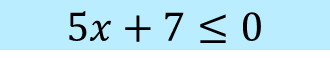 5x + 7 ≤ 0